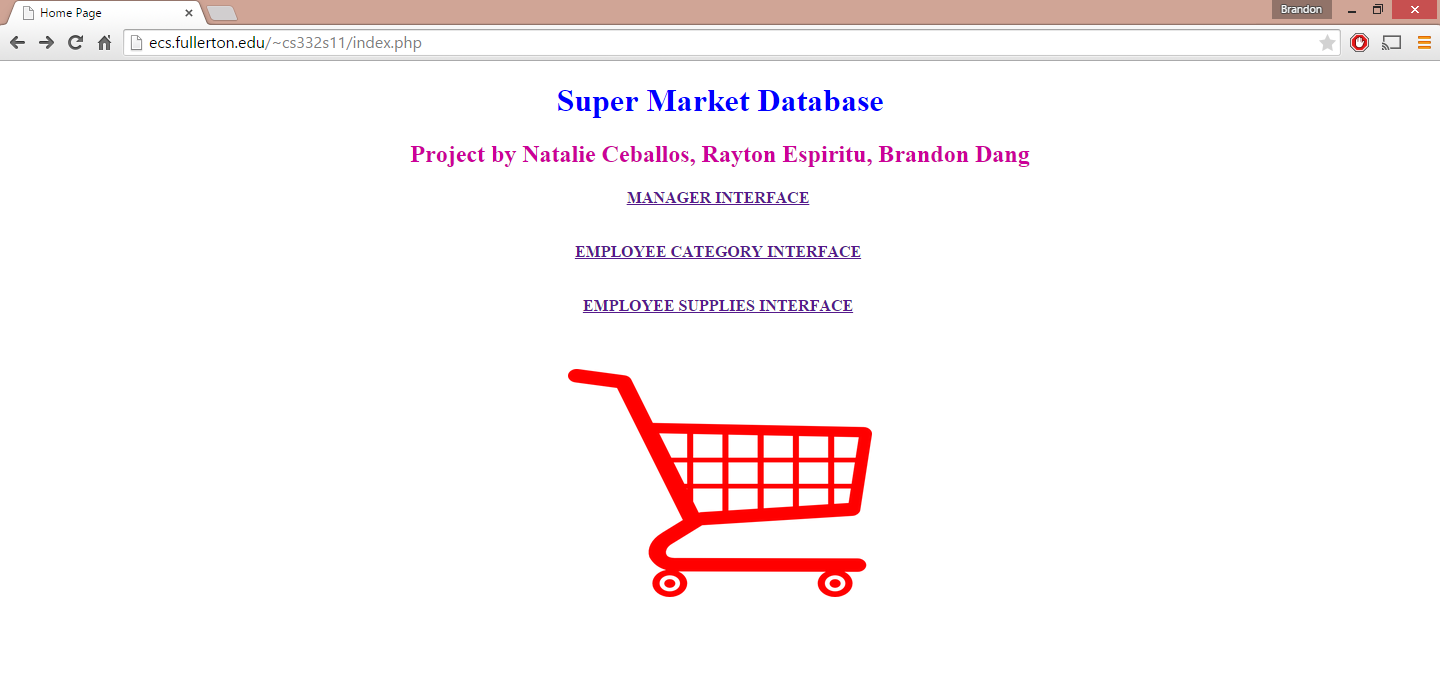 Home Page
Brandon
ecs.fullerton.edu/~cs332s11/index.php
Super Market Database
Project by Natalie Ceballos, Rayton Espiritu, Brandon Dang
MANAGER INTERFACE
EMPLOYEE CATEGORY INTERFACE
EMPLOYEE SUPPLIES INTERFACE